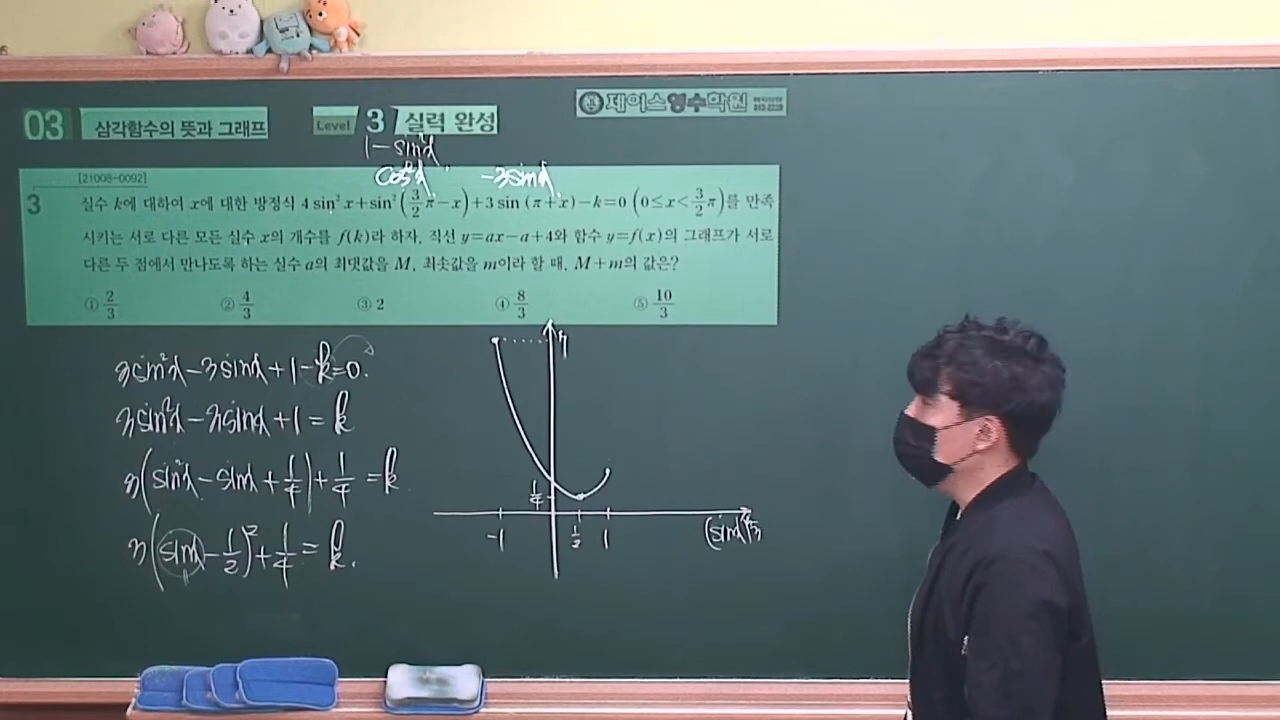 03 삼각함수의 뜻과 그래프 Level 3 실력 완성 제이스영수학원
1-sin²x
cos²x -3sinx
[21008-0092]
3 실수 k에 대하여 x에 대한 방정식 4 sin² x+sin²(3/2 π-x)+3 sin (π+x)-k=0 (0≤x<3/2 π)를 만족
시키는 서로 다른 모든 실수 x의 개수를 f(k)라 하자. 직선 y=ax-a+4와 함수 y=f(x)의 그래프가 서로
다른 두 점에서 만나도록 하는 실수 a의 최댓값을 M, 최솟값을 m이라 할 때, M+m의 값은?
① 2/3 ② 4/3 ③ 2 ④ 8/3 ⑤ 10/3
3sin²x-3sinx+1-k=0.
3sin²x-3sinx+1=k
3(sin²x-sinx+1/4)+1/4=k
3(sinx-1/2)²+1/4=k.
7
1/4
-1 1/2 1 (sinx)